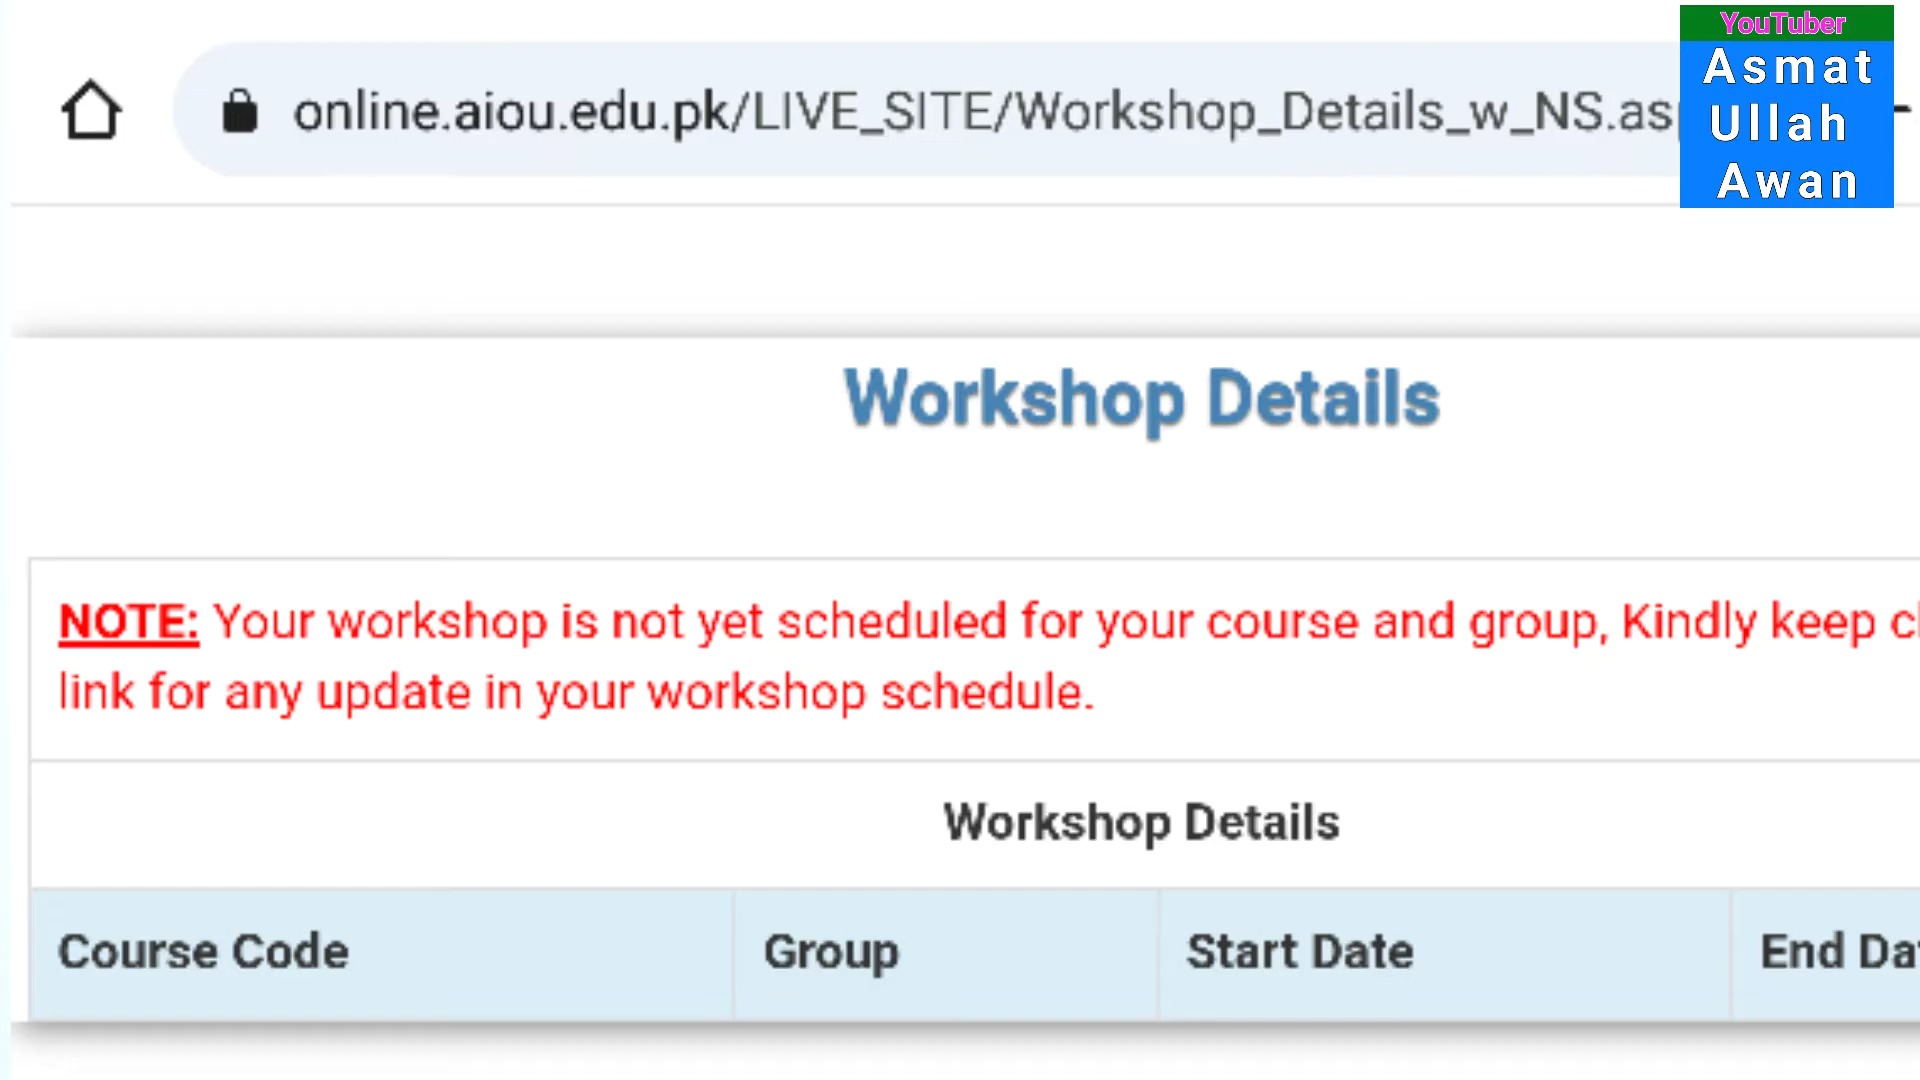 YouTuber
Asmat
Ullah
Awan
online.aiou.edu.pk/LIVE_SITE/Workshop_Details_w_NS.as
Workshop Details
NOTE: Your workshop is not yet scheduled for your course and group, Kindly keep
link for any update in your workshop schedule.
Workshop Details
Course Code Group Start Date End